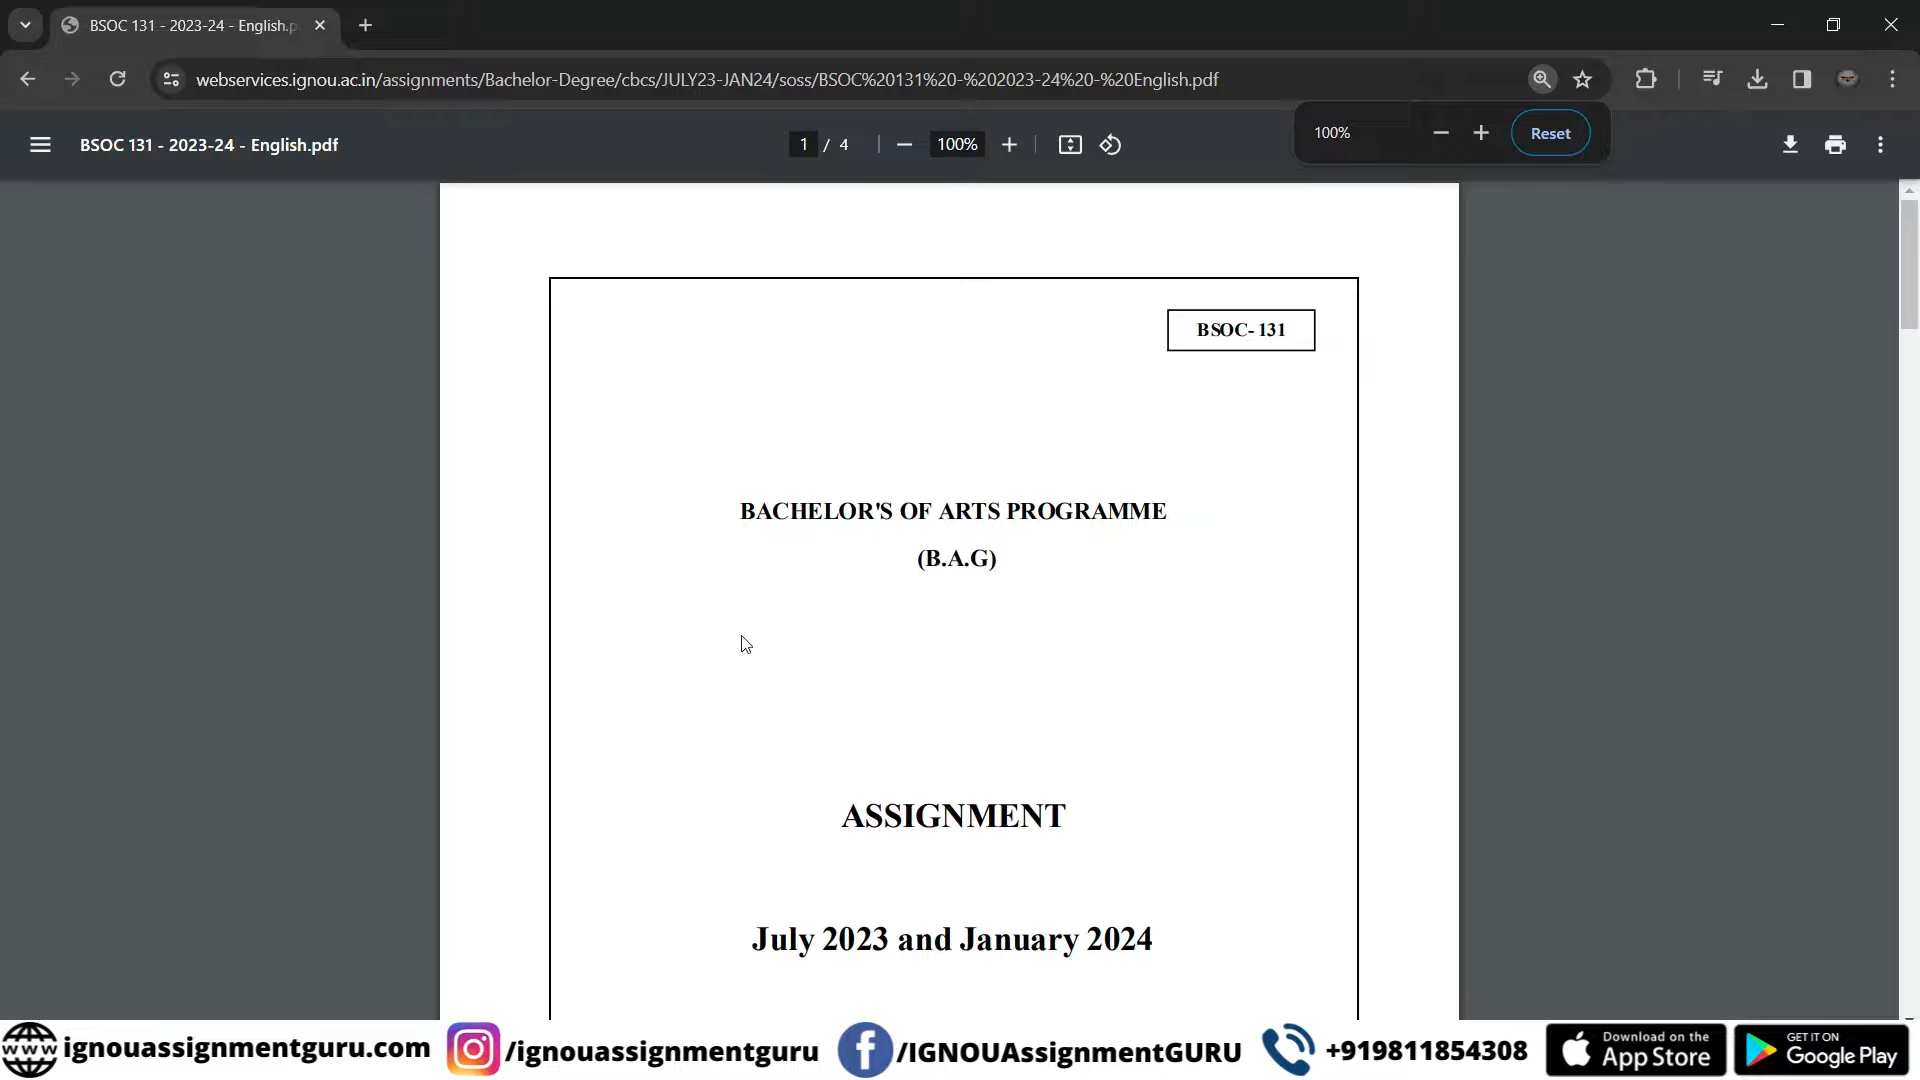 BSOC 131 - 2023-24 - English.p
webservices.ignou.ac.in/assignments/Bachelor-Degree/cbcs/JULY23-JAN24/soss/BSOC%20131%20-%202023-24%20-%20English.pdf
BSOC 131 - 2023-24 - English.pdf
1 / 4
100%
100%
Reset
BSOC- 131
BACHELOR'S OF ARTS PROGRAMME
(B.A.G)
ASSIGNMENT
July 2023 and January 2024
www
ignouassignmentguru.com
/ignouassignmentguru
/IGNOUAssignmentGURU
+919811854308
Download on the
App Store
GET IT ON
Google Play